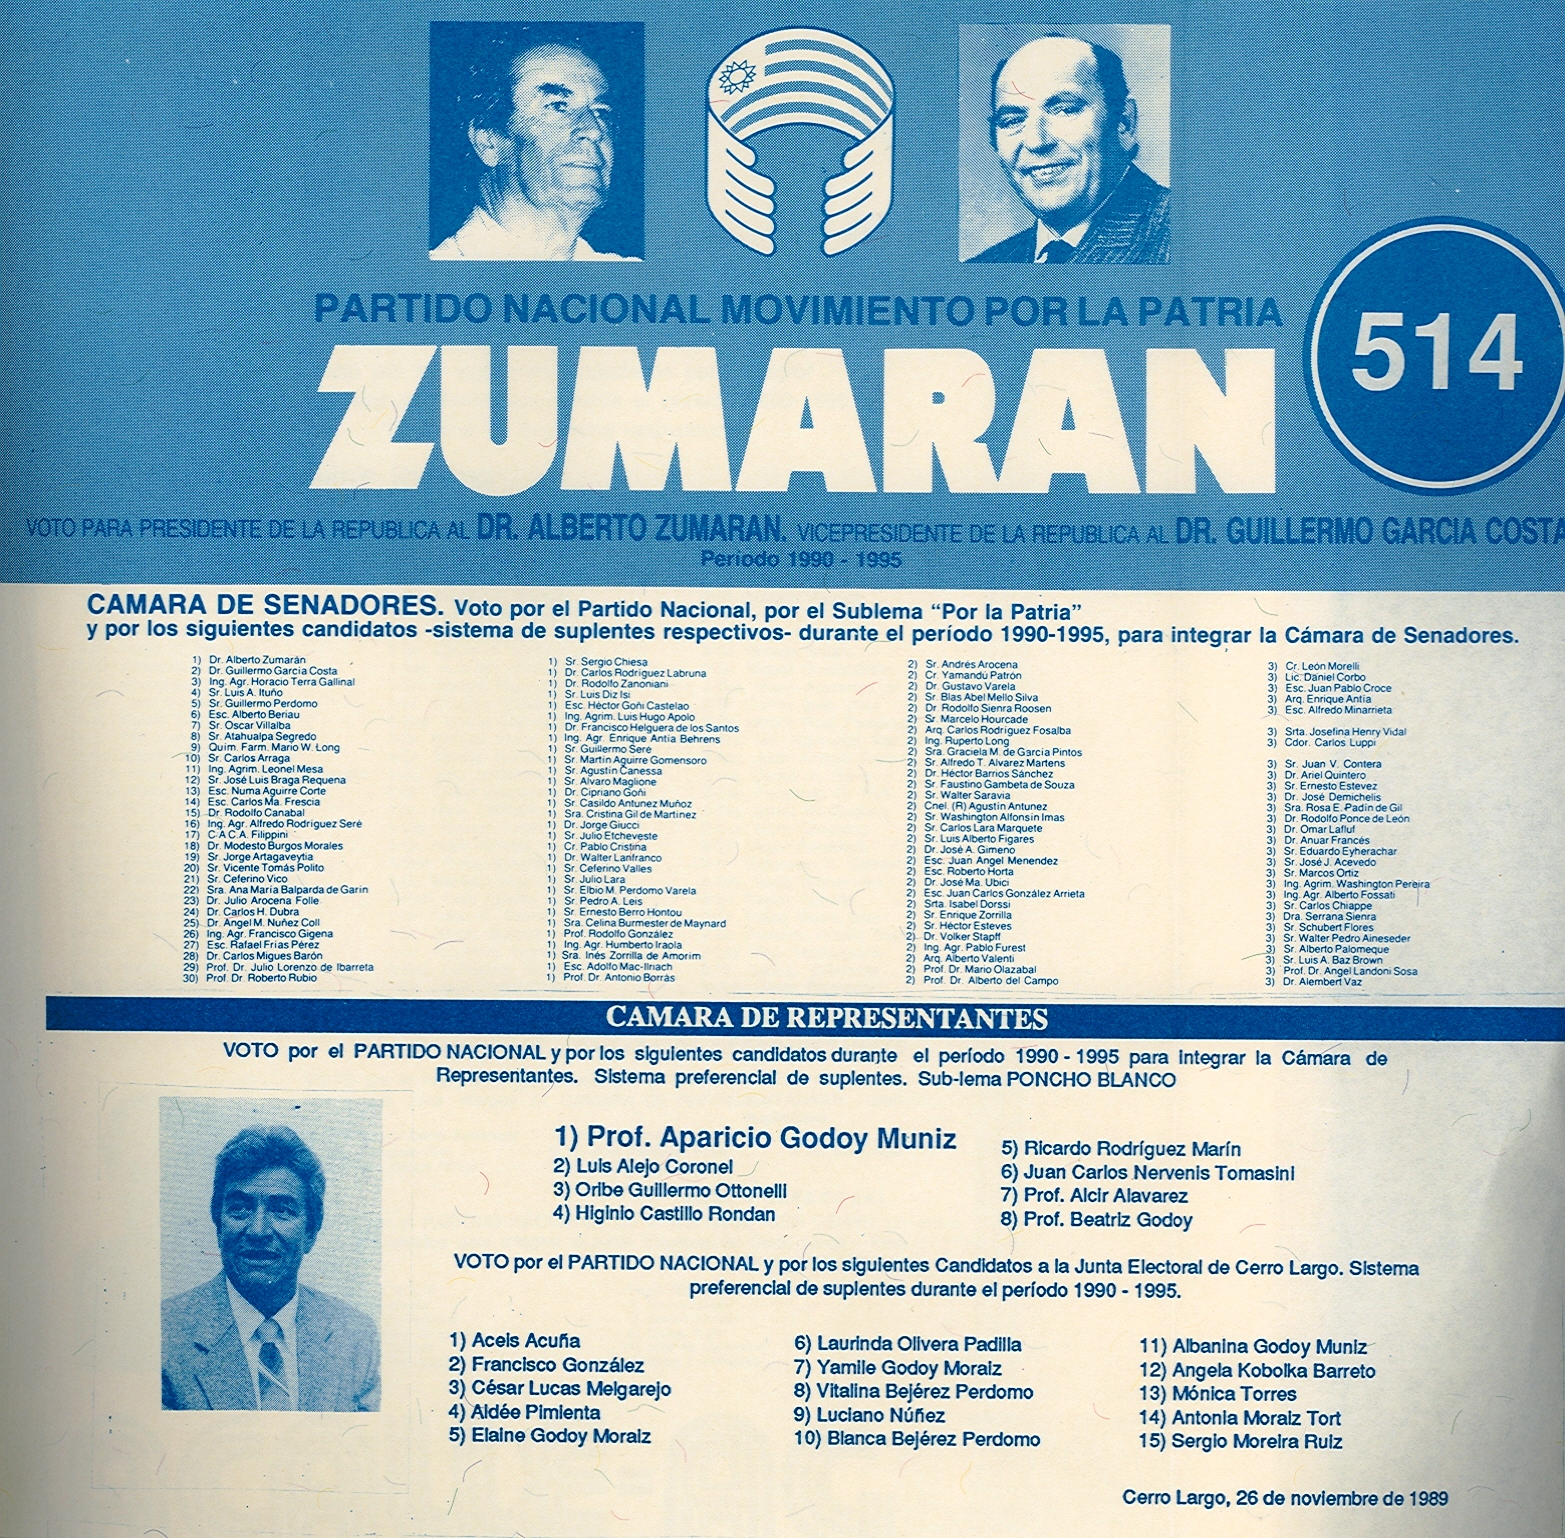 PARTIDO NACIONAL MOVIMIENTO POR LA PATRIA
514
ZUMARAN
VOTO PARA PRESIDENTE DE LA REPUBLICA AL DR. ALBERTO ZUMARAN. VICEPRESIDENTE DE LA REPUBLICA AL DR. GUILLERMO GARCIA COSTA
Período 1990 - 1995
CAMARA DE SENADORES. Voto por el Partido Nacional, por el Sublema “Por la Patria”
y por los siguientes candidatos -sistema de suplentes respectivos- durante el período 1990-1995, para integrar la Cámara de Senadores.
1) Dr. Alberto Zumarán
2) Dr. Guillermo García Costa
3) Ing. Agr. Horacio Terra Gallinal
4) Sr. Luis A. Ituño
5) Sr. Guillermo Perdomo
6) Esc. Alberto Beriau
7) Sr. Oscar Villalba
8) Sr. Atahualpa Segredo
9) Quím. Farm. Mario W. Long
10) Sr. Carlos Arraga
11) Ing. Agrim. Leonel Mesa
12) Sr. José Luis Braga Requena
13) Esc. Numa Aguirre Corte
14) Esc. Carlos Ma. Frescia
15) Dr. Rodolfo Canabal
16) Ing. Agr. Alfredo Rodríguez Seré
17) C.A.C.A. Filippini
18) Dr. Modesto Burgos Morales
19) Sr. Jorge Artagaveytia
20) Sr. Vicente Tomás Polito
21) Sr. Ceferino Vico
22) Sra. Ana María Balparda de Garín
23) Dr. Julio Arocena Folle
24) Dr. Carlos H. Dubra
25) Dr. Angel M. Nuñez Coll
26) Ing. Agr. Francisco Gigena
27) Esc. Rafael Frías Pérez
28) Dr. Carlos Migues Barón
29) Prof. Dr. Julio Lorenzo de Ibarreta
30) Prof. Dr. Roberto Rubio
1) Sr. Sergio Chiesa
1) Dr. Carlos Rodríguez Labruna
1) Dr. Rodolfo Zanoniani
1) Sr. Luis Diz Isi
1) Esc. Héctor Goñi Castelao
1) Ing. Agrim. Luis Hugo Apolo
1) Dr. Francisco Helguera de los Santos
1) Ing. Agr. Enrique Antía Behrens
1) Sr. Guillermo Sere
1) Sr. Martín Aguirre Gomensoro
1) Sr. Agustín Canessa
1) Sr. Alvaro Maglione
1) Dr. Cipriano Goñi
1) Sr. Casildo Antunez Muñoz
1) Sra. Cristina Gil de Martínez
1) Dr. Jorge Giucci
1) Sr. Julio Etcheveste
1) Cr. Pablo Cristina
1) Dr. Walter Lanfranco
1) Sr. Ceferino Valles
1) Sr. Julio Lara
1) Sr. Elbio M. Perdomo Varela
1) Sr. Pedro A. Leis
1) Sr. Ernesto Berro Hontou
1) Sra. Celina Burmester de Maynard
1) Prof. Rodolfo González
1) Ing. Agr. Humberto Iraola
1) Sra. Inés Zorrilla de Amorim
1) Esc. Adolfo Mac-Ilriach
1) Prof. Dr. Antonio Borrás
2) Sr. Andrés Arocena
2) Cr. Yamandú Patrón
2) Dr. Gustavo Varela
2) Sr. Blas Abel Mello Silva
2) Dr. Rodolfo Sienra Roosen
2) Sr. Marcelo Hourcade
2) Arq. Carlos Rodríguez Fosalba
2) Ing. Ruperto Long
2) Sra. Graciela M. de García Pintos
2) Sr. Alfredo T. Alvarez Martens
2) Dr. Héctor Barrios Sánchez
2) Sr. Faustino Gambeta de Souza
2) Sr. Walter Saravia
2) Cnel. (R) Agustín Antunez
2) Sr. Washington Alfonsín Imas
2) Sr. Carlos Lara Marquete
2) Sr. Luis Alberto Figares
2) Dr. José A. Gimeno
2) Esc. Juan Angel Menendez
2) Esc. Roberto Horta
2) Dr. José Ma. Ubici
2) Esc. Juan Carlos González Arrieta
2) Srta. Isabel Dorssi
2) Sr. Enrique Zorrilla
2) Sr. Héctor Esteves
2) Dr. Volker Stapff
2) Ing. Agr. Pablo Furest
2) Arq. Alberto Valenti
2) Prof. Dr. Mario Olazabal
2) Prof. Dr. Alberto del Campo
3) Cr. León Morelli
3) Lic. Daniel Corbo
3) Esc. Juan Pablo Croce
3) Arq. Enrique Antía
3) Esc. Alfredo Minarrieta
3) Srta. Josefina Henry Vidal
3) Cdor. Carlos Luppi
3) Sr. Juan V. Contera
3) Dr. Ariel Quintero
3) Sr. Ernesto Estevez
3) Dr. José Demichelis
3) Sra. Rosa E. Padín de Gil
3) Dr. Rodolfo Ponce de León
3) Dr. Omar Lafluf
3) Dr. Anuar Francés
3) Sr. Eduardo Eyherachar
3) Sr. José J. Acevedo
3) Sr. Marcos Ortiz
3) Ing. Agrim. Washington Pereira
3) Ing. Agr. Alberto Fossati
3) Sr. Carlos Chiappe
3) Dra. Serrana Sienra
3) Sr. Schubert Flores
3) Sr. Walter Pedro Aineseder
3) Sr. Alberto Palomeque
3) Sr. Luis A. Baz Brown
3) Prof. Dr. Angel Landoni Sosa
3) Dr. Alembert Vaz
CAMARA DE REPRESENTANTES
VOTO por el PARTIDO NACIONAL y por los siguientes candidatos durante el período 1990 - 1995 para integrar la Cámara de
Representantes. Sistema preferencial de suplentes. Sub-lema PONCHO BLANCO
1) Prof. Aparicio Godoy Muniz
2) Luis Alejo Coronel
3) Oribe Guillermo Ottonelli
4) Higinio Castillo Rondan
5) Ricardo Rodríguez Marín
6) Juan Carlos Nervenis Tomasini
7) Prof. Alcir Alavarez
8) Prof. Beatriz Godoy
VOTO por el PARTIDO NACIONAL y por los siguientes Candidatos a la Junta Electoral de Cerro Largo. Sistema
preferencial de suplentes durante el período 1990 - 1995.
1) Aceis Acuña
2) Francisco González
3) César Lucas Melgarejo
4) Aldée Pimienta
5) Elaine Godoy Moraiz
6) Laurinda Olivera Padilla
7) Yamile Godoy Moraiz
8) Vitalina Bejérez Perdomo
9) Luciano Núñez
10) Blanca Bejérez Perdomo
11) Albanina Godoy Muniz
12) Angela Kobolka Barreto
13) Mónica Torres
14) Antonia Moraiz Tort
15) Sergio Moreira Ruiz
Cerro Largo, 26 de noviembre de 1989